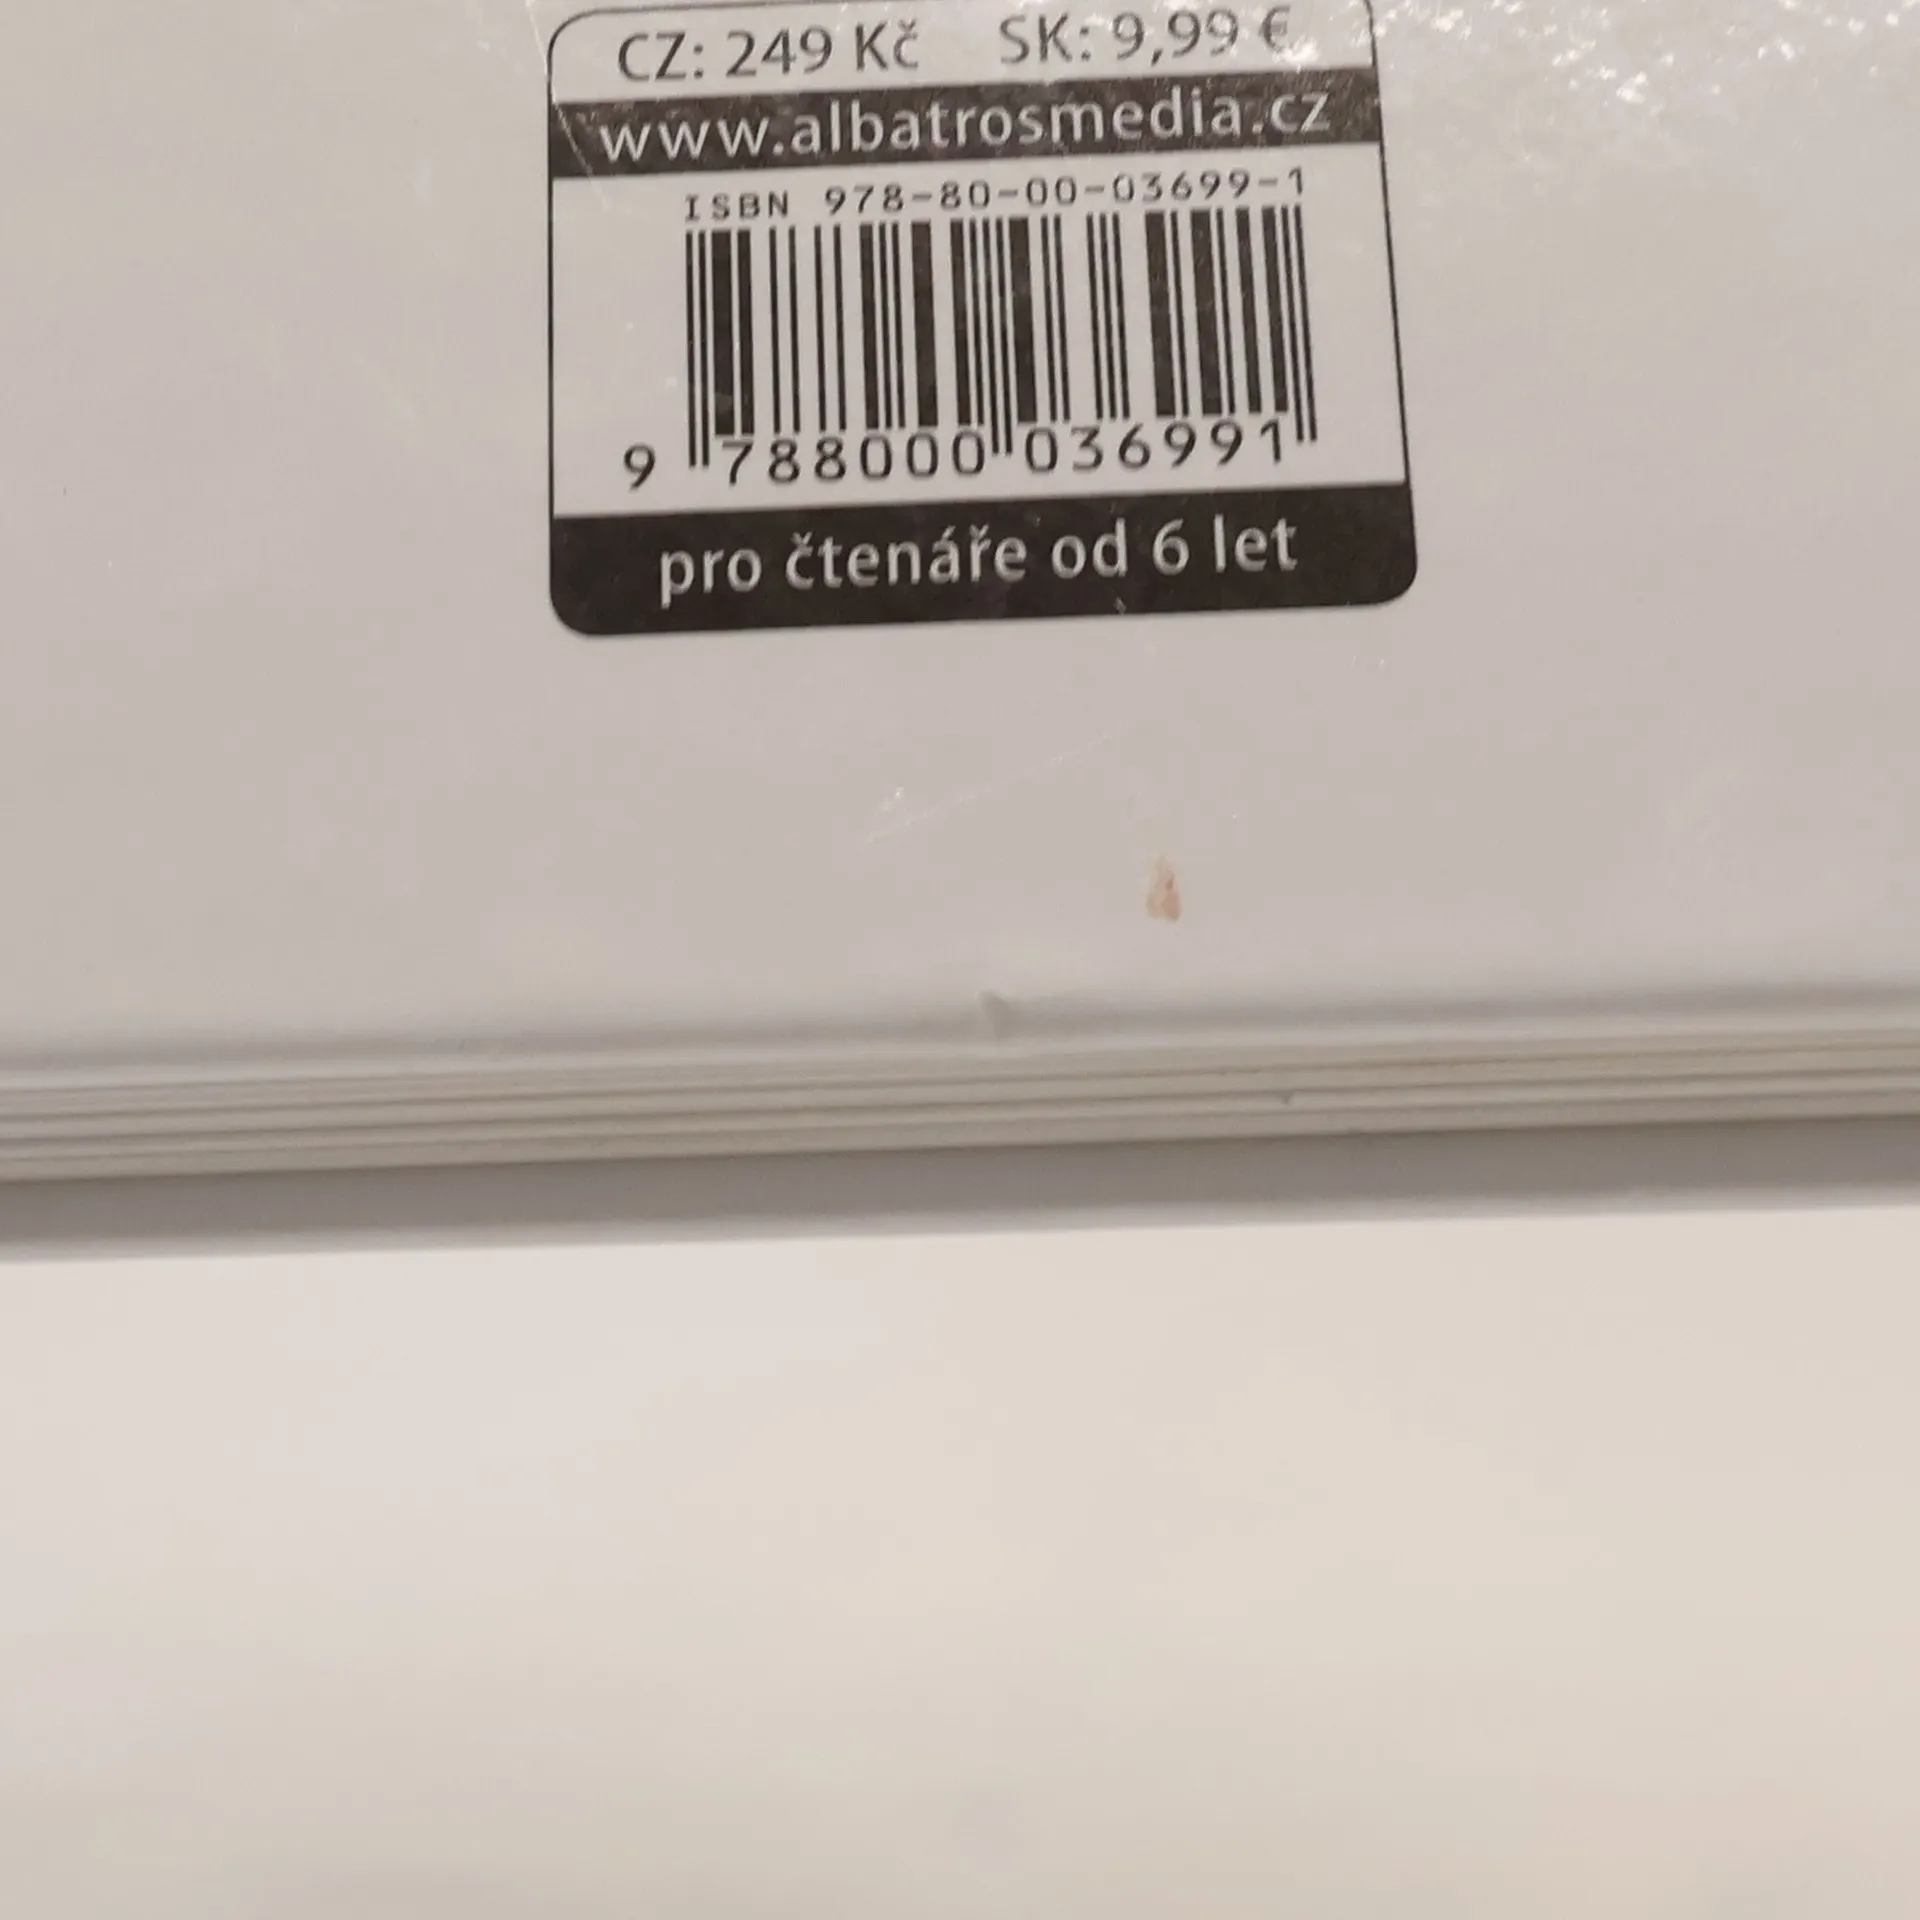 CZ: 249 Kč SK: 9,99 €
www.albatrosmedia.cz
ISBN 978-80-00-03699-1
9 788000 036991
pro čtenáře od 6 let